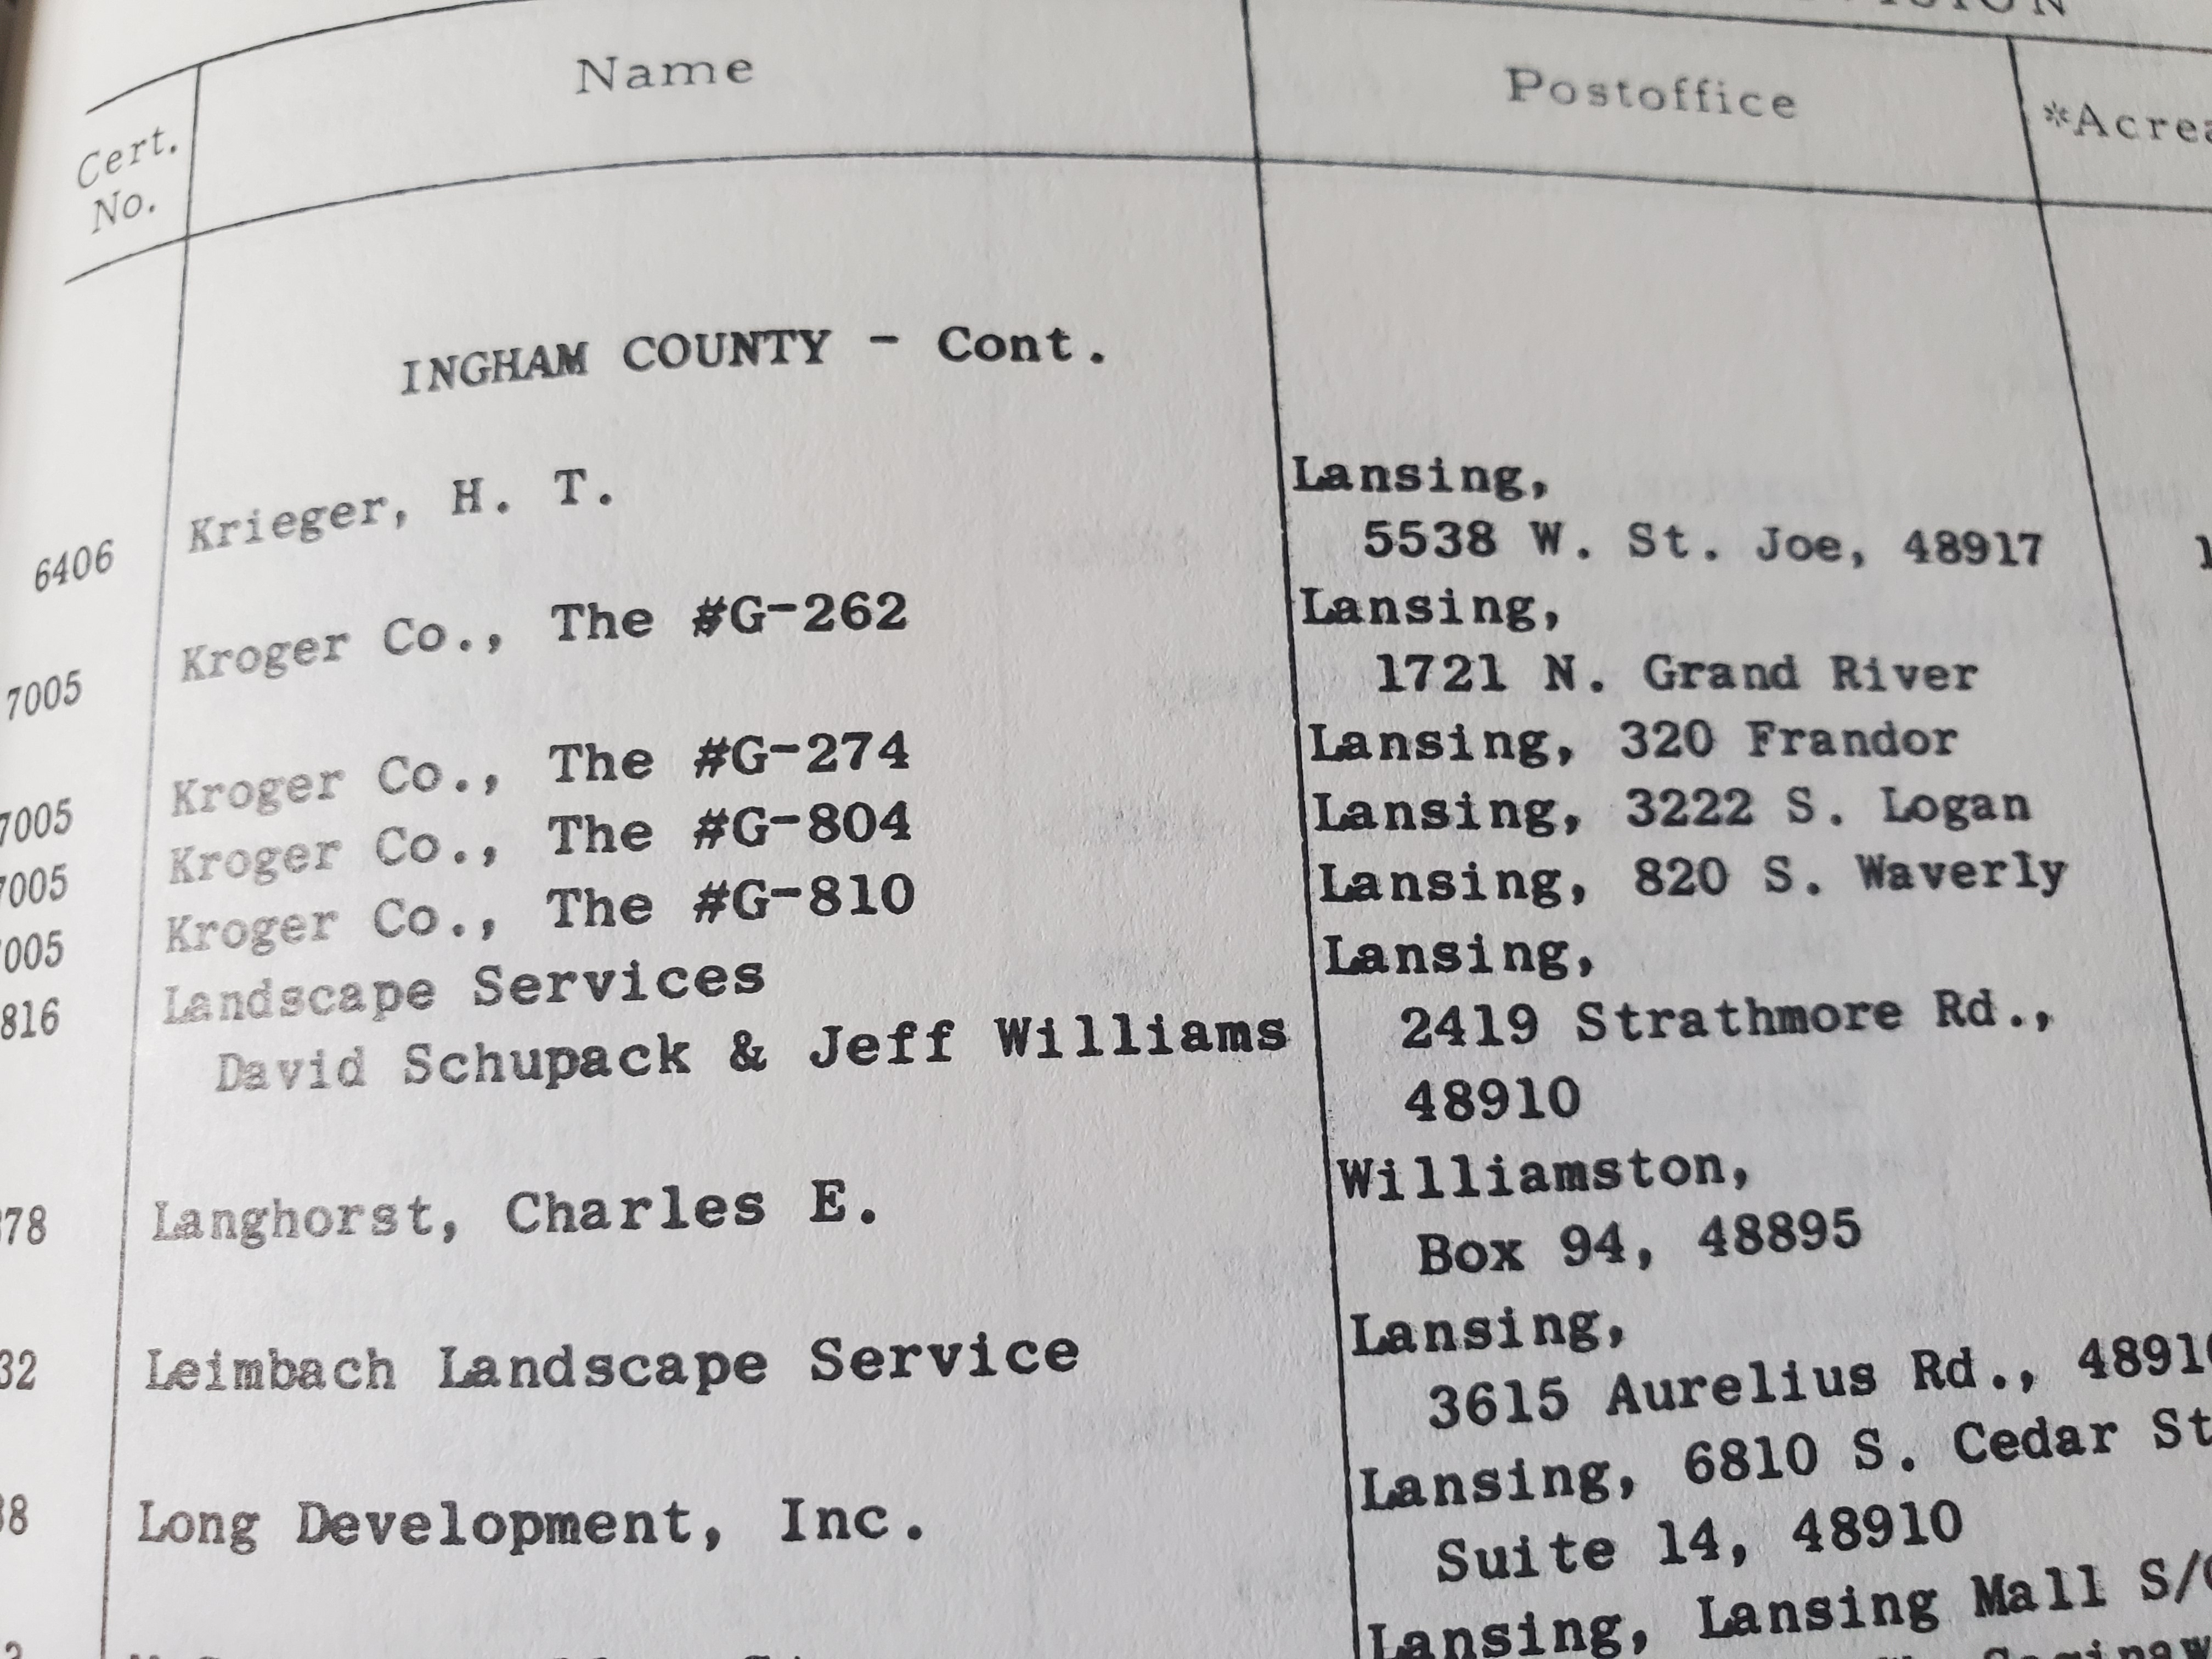 Cert. No. Name Postoffice
INGHAM COUNTY - Cont.
6406 Krieger, H. T. Lansing,
5538 W. St. Joe, 48917
7005 Kroger Co., The #G-262 Lansing,
1721 N. Grand River
7005 Kroger Co., The #G-274 Lansing, 320 Frandor
7005 Kroger Co., The #G-804 Lansing, 3222 S. Logan
005 Kroger Co., The #G-810 Lansing, 820 S. Waverly
816 Landscape Services Lansing,
David Schupack & Jeff Williams 2419 Strathmore Rd.,
48910
78 Langhorst, Charles E. Williamston,
Box 94, 48895
32 Leimbach Landscape Service Lansing,
3615 Aurelius Rd., 4891
8 Long Development, Inc. Lansing, 6810 S. Cedar St
Suite 14, 48910
Lansing, Lansing Mall S/